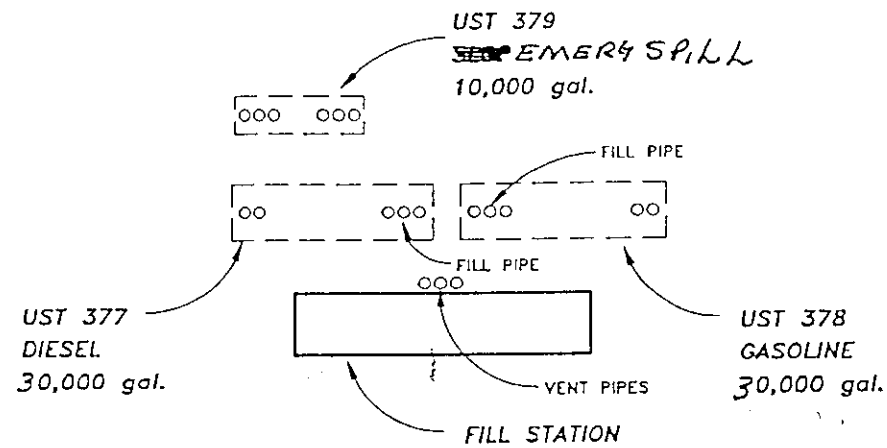 UST 379
EMERG SPILL
10,000 gal.
FILL PIPE
FILL PIPE
UST 377
DIESEL
30,000 gal.
UST 378
GASOLINE
30,000 gal.
VENT PIPES
FILL STATION